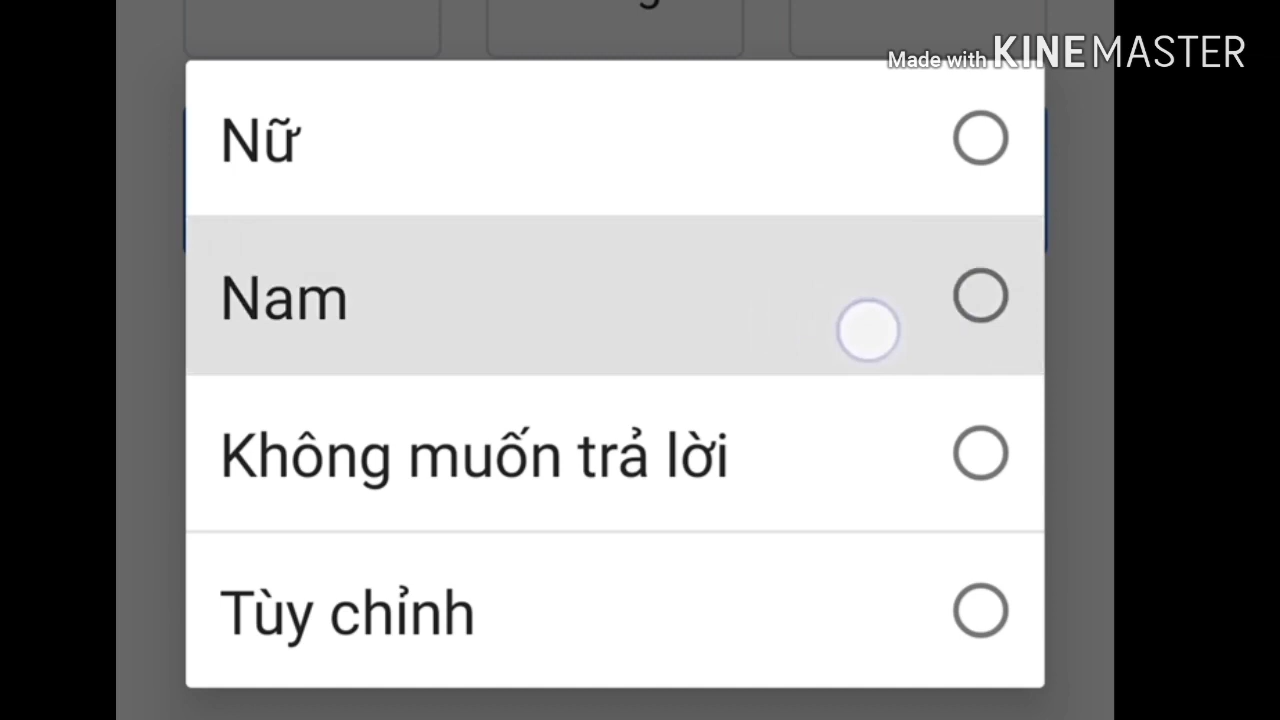 Made with KINEMASTER
Nữ
Nam
Không muốn trả lời
Tùy chỉnh